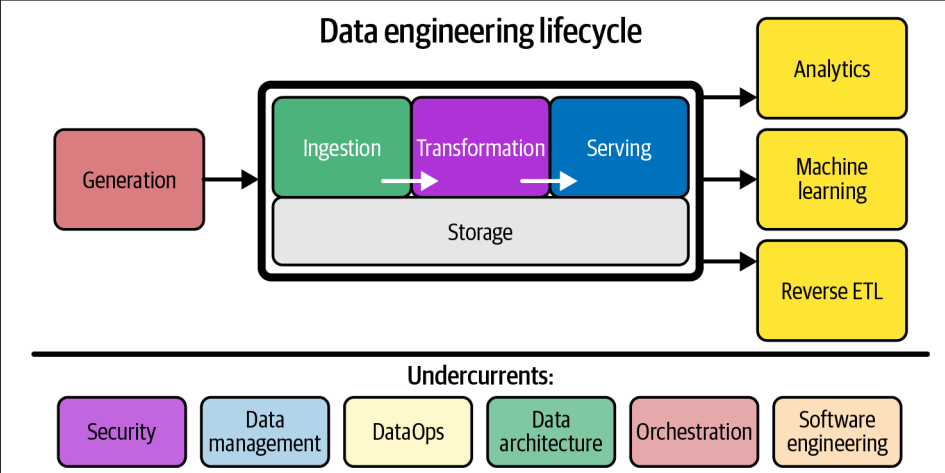 Data engineering lifecycle
Generation
Ingestion
Transformation
Serving
Storage
Analytics
Machine
learning
Reverse ETL
Undercurrents:
Security
Data
management
DataOps
Data
architecture
Orchestration
Software
engineering